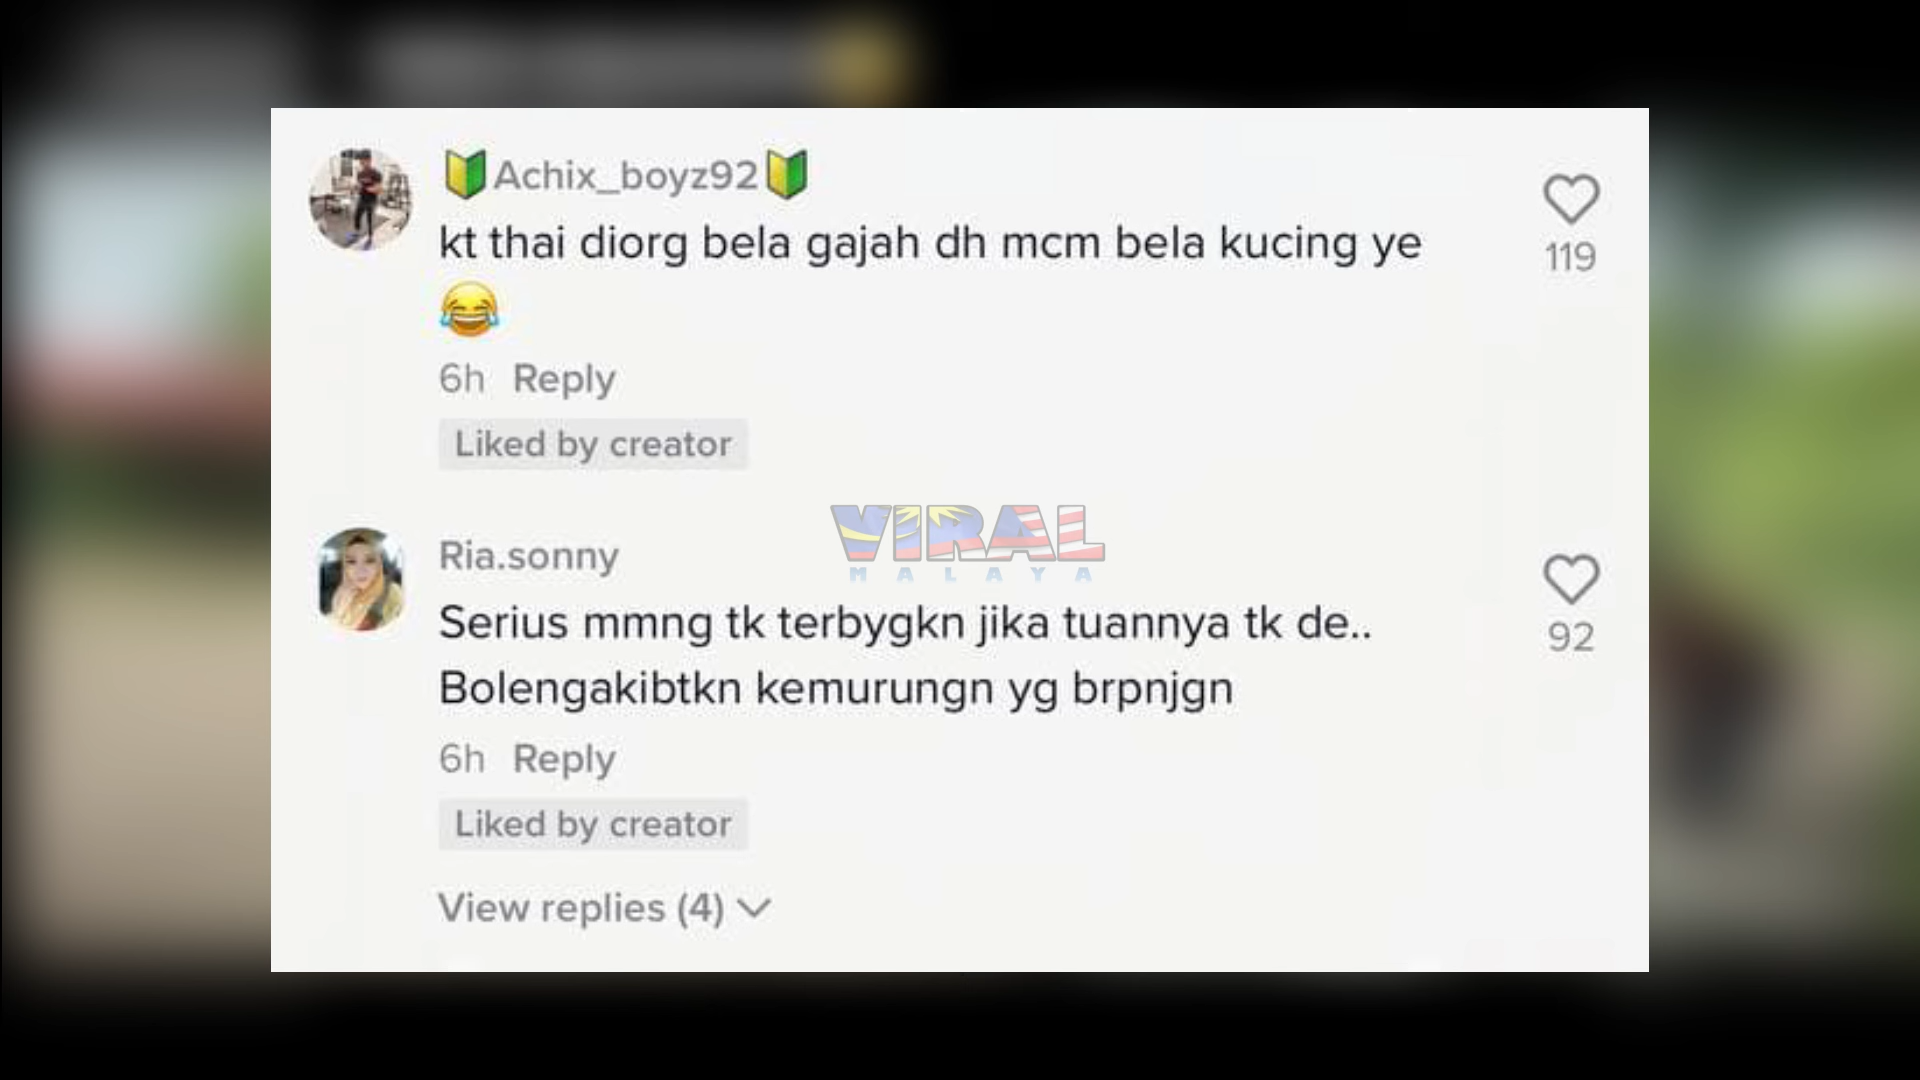 🔰Achix_boyz92🔰
kt thai diorg bela gajah dh mcm bela kucing ye
😂
119
6h Reply
Liked by creator
VIRAL
MALAYA
Ria.sonny
Serius mmng tk terbygkn jika tuannya tk de..
Bolengakibtkn kemurungn yg brpnjgn
92
6h Reply
Liked by creator
View replies (4)